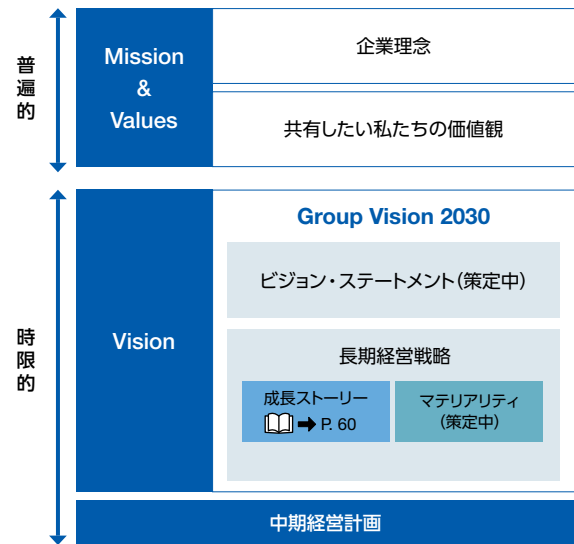 普遍的
Mission
&
Values
企業理念
共有したい私たちの価値観
時限的
Vision
Group Vision 2030
ビジョン・ステートメント(策定中)
長期経営戦略
成長ストーリー
➡ P. 60
マテリアリティ
(策定中)
中期経営計画